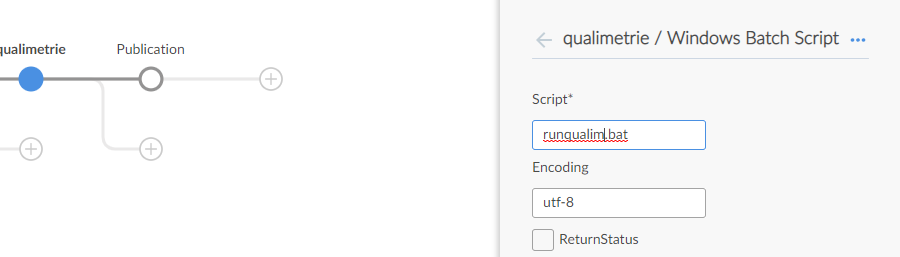 qualimetrie
Publication
qualimetrie / Windows Batch Script
Script*
runqualim.bat
Encoding
utf-8
ReturnStatus